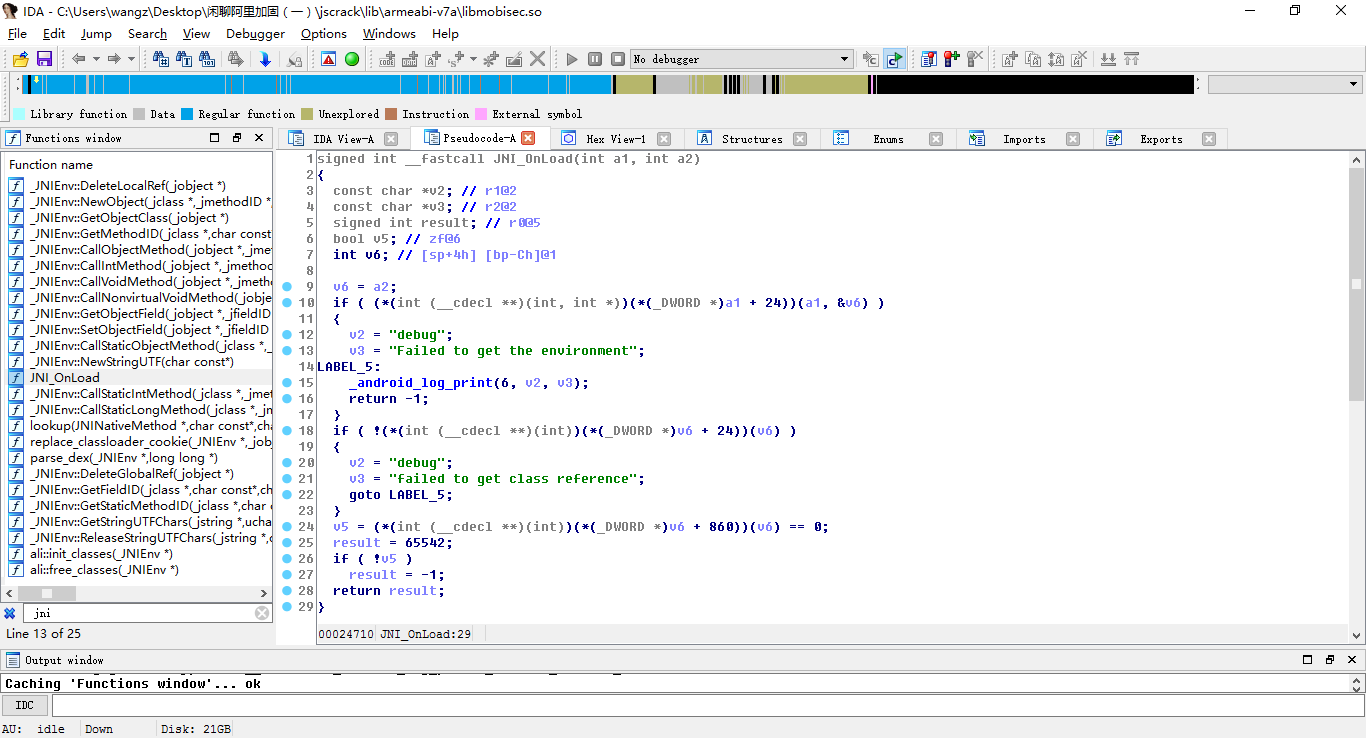 IDA - C:\Users\wangz\Desktop\闲聊阿里加固 (一) \jscrack\lib\armeabi-v7a\libmobisec.so
File Edit Jump Search View Debugger Options Windows Help
No debugger
Library function Data Regular function Unexplored Instruction External symbol
Functions window
IDA View-A Pseudocode-A Hex View-1 Structures Enums Imports Exports
Function name
_JNIEnv::DeleteLocalRef(_jobject *)
_JNIEnv::NewObject(_jclass *,_jmethodID *,
_JNIEnv::GetObjectClass(_jobject *)
_JNIEnv::GetMethodID(_jclass *,char const
_JNIEnv::CallObjectMethod(_jobject *,_jme
_JNIEnv::CallIntMethod(_jobject *,_jmethod
_JNIEnv::CallVoidMethod(_jobject *,_jmeth
_JNIEnv::CallNonvirtualVoidMethod(_jobje
_JNIEnv::GetObjectField(_jobject *,_jfieldID
_JNIEnv::SetObjectField(_jobject *,_jfieldID
_JNIEnv::CallStaticObjectMethod(_jclass *,_
_JNIEnv::NewStringUTF(char const*)
JNI_OnLoad
_JNIEnv::CallStaticIntMethod(_jclass *,_jmet
_JNIEnv::CallStaticLongMethod(_jclass *,_jn
lookup(JNINativeMethod *,char const*,cha
replace_classloader_cookie(_JNIEnv *,_job
parse_dex(_JNIEnv *,long long *)
_JNIEnv::DeleteGlobalRef(_jobject *)
_JNIEnv::GetFieldID(_jclass *,char const*,ch
_JNIEnv::GetStaticMethodID(_jclass *,char c
_JNIEnv::GetStringUTFChars(_jstring *,ucha
_JNIEnv::ReleaseStringUTFChars(_jstring *,c
ali::init_classes(_JNIEnv *)
ali::free_classes(_JNIEnv *)
jni
Line 13 of 25
1 signed int __fastcall JNI_OnLoad(int a1, int a2)
2 {
3 const char *v2; // r1@2
4 const char *v3; // r2@2
5 signed int result; // r0@5
6 bool v5; // zf@6
7 int v6; // [sp+4h] [bp-Ch]@1
8
9 v6 = a2;
10 if ( (*(int (__cdecl **)(int, int *))(*(_DWORD *)a1 + 24))(a1, &v6) )
11 {
12 v2 = "debug";
13 v3 = "Failed to get the environment";
14 LABEL_5:
15 _android_log_print(6, v2, v3);
16 return -1;
17 }
18 if ( !(*(int (__cdecl **)(int))(*(_DWORD *)v6 + 24))(v6) )
19 {
20 v2 = "debug";
21 v3 = "failed to get class reference";
22 goto LABEL_5;
23 }
24 v5 = (*(int (__cdecl **)(int))(*(_DWORD *)v6 + 860))(v6) == 0;
25 result = 65542;
26 if ( !v5 )
27 result = -1;
28 return result;
29 }
00024710 JNI_OnLoad:29
Output window
Caching 'Functions window'... ok
IDC
AU: idle Down Disk: 21GB